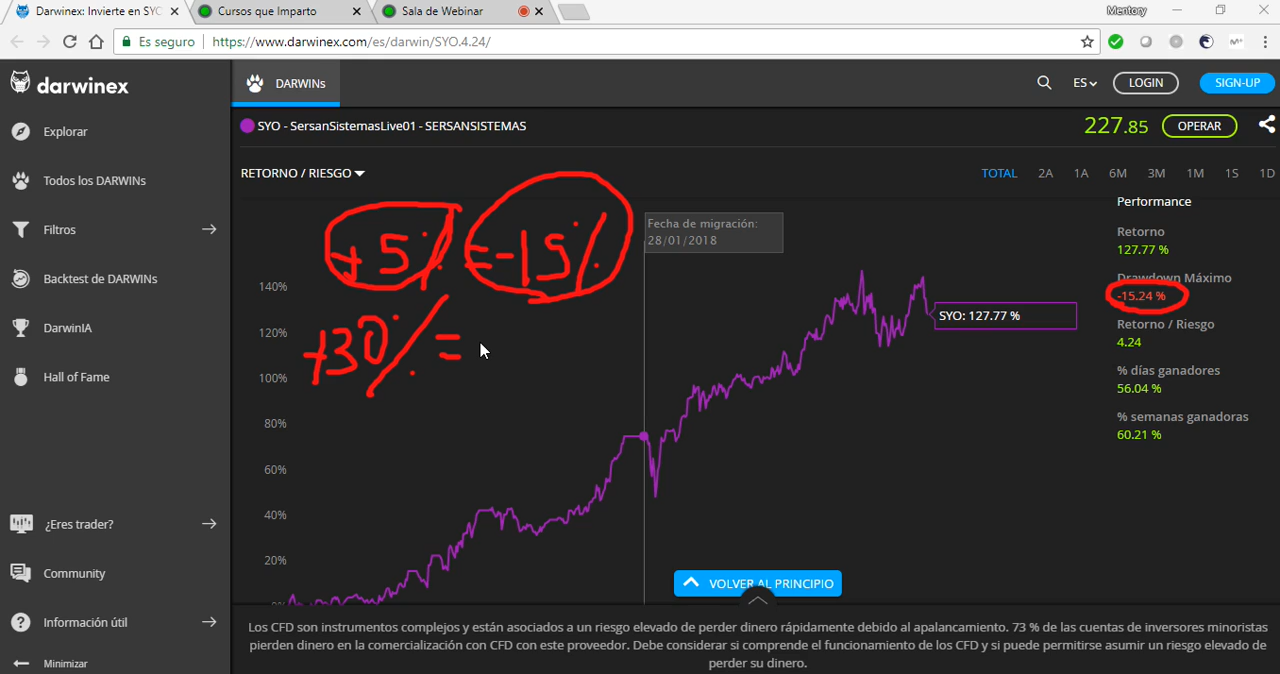 Darwinex: Invierte en SYO
Cursos que Imparto
Sala de Webinar
Mentory
Es seguro
https://www.darwinex.com/es/darwin/SYO.4.24/
darwinex
DARWINs
ES
LOGIN
SIGN-UP
Explorar
Todos los DARWINs
Filtros
Backtest de DARWINs
DarwinIA
Hall of Fame
¿Eres trader?
Community
Información útil
Minimizar
SYO - SersanSistemasLive01 - SERSANSISTEMAS
227.85
OPERAR
RETORNO / RIESGO
TOTAL 2A 1A 6M 3M 1M 1S 1D
+5% =-15%
+30% =
Fecha de migración:
28/01/2018
140%
120%
100%
80%
60%
40%
20%
0%
SYO: 127.77 %
Performance
Retorno
127.77 %
Drawdown Máximo
-15.24 %
Retorno / Riesgo
4.24
% días ganadores
56.04 %
% semanas ganadoras
60.21 %
VOLVER AL PRINCIPIO
Los CFD son instrumentos complejos y están asociados a un riesgo elevado de perder dinero rápidamente debido al apalancamiento. 73 % de las cuentas de inversores minoristas
pierden dinero en la comercialización con CFD con este proveedor. Debe considerar si comprende el funcionamiento de los CFD y si puede permitirse asumir un riesgo elevado de
perder su dinero.